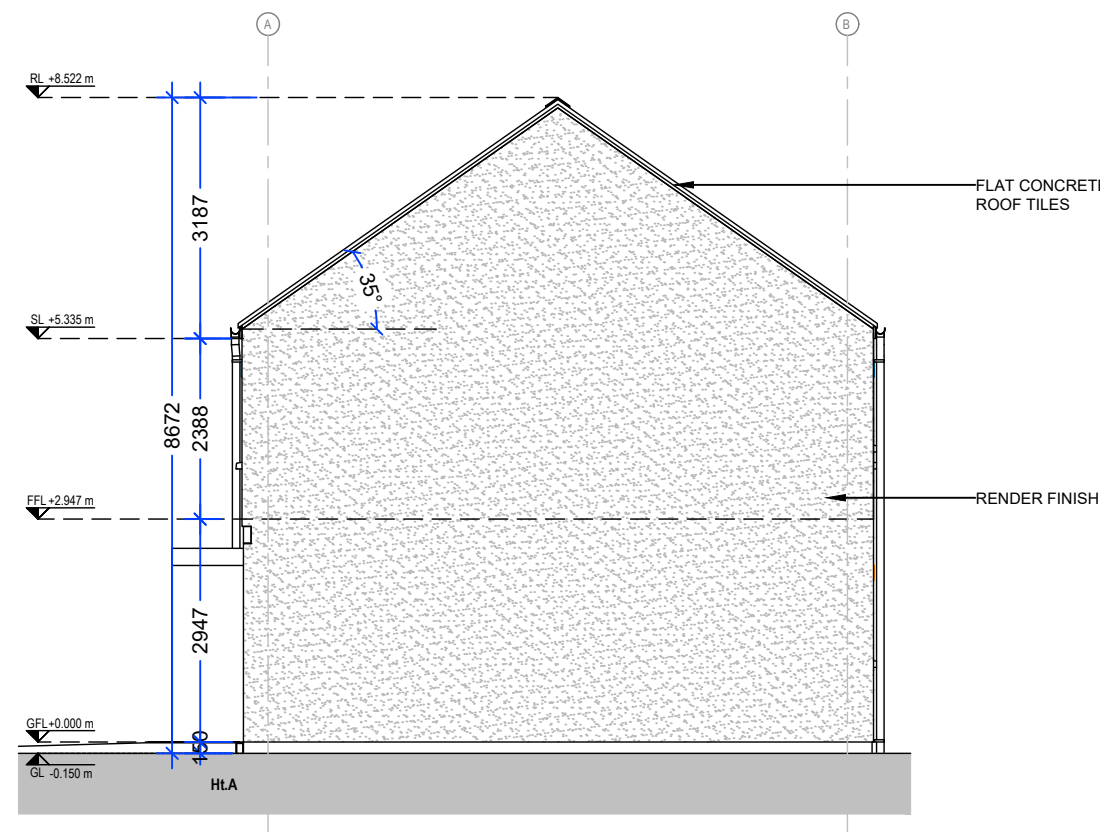 A
B
RL +8.522 m
3187
FLAT CONCRETE
ROOF TILES
35°
SL +5.335 m
8672
2388
FFL +2.947 m
RENDER FINISH
2947
GFL +0.000 m
150
GL -0.150 m
Ht.A